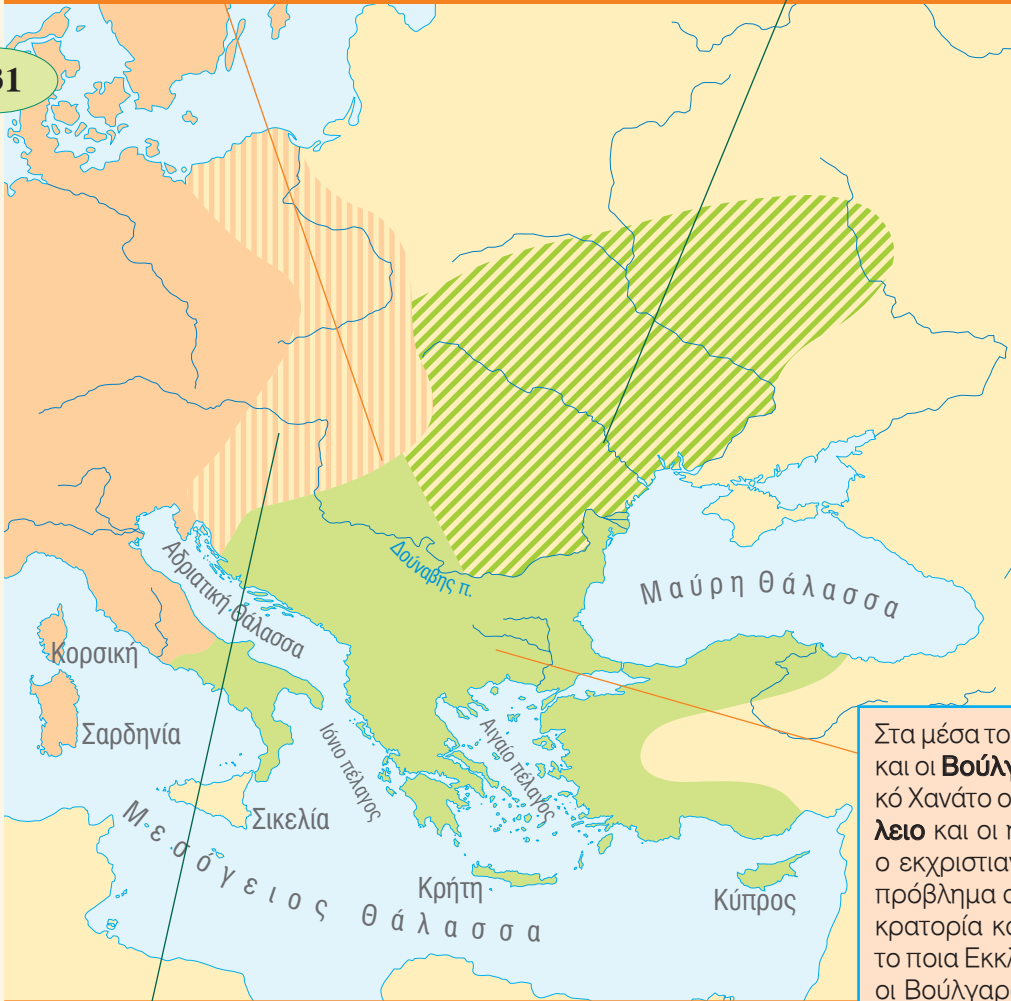 31
Δούναβης π.
Αδριατική θάλασσα
Μαύρη Θάλασσα
Κορσική
Σαρδηνία
Ιόνιο πέλαγος
Αιγαίο πέλαγος
Σικελία
Μεσόγειος Θάλασσα
Κρήτη
Κύπρος
Στα μέσα το
και οι Βούλγ
κό Χανάτο ο
λειο και οι
ο εκχριστιαν
πρόβλημα
κρατορία κα
το ποια Εκκλ
οι Βούλγαρ